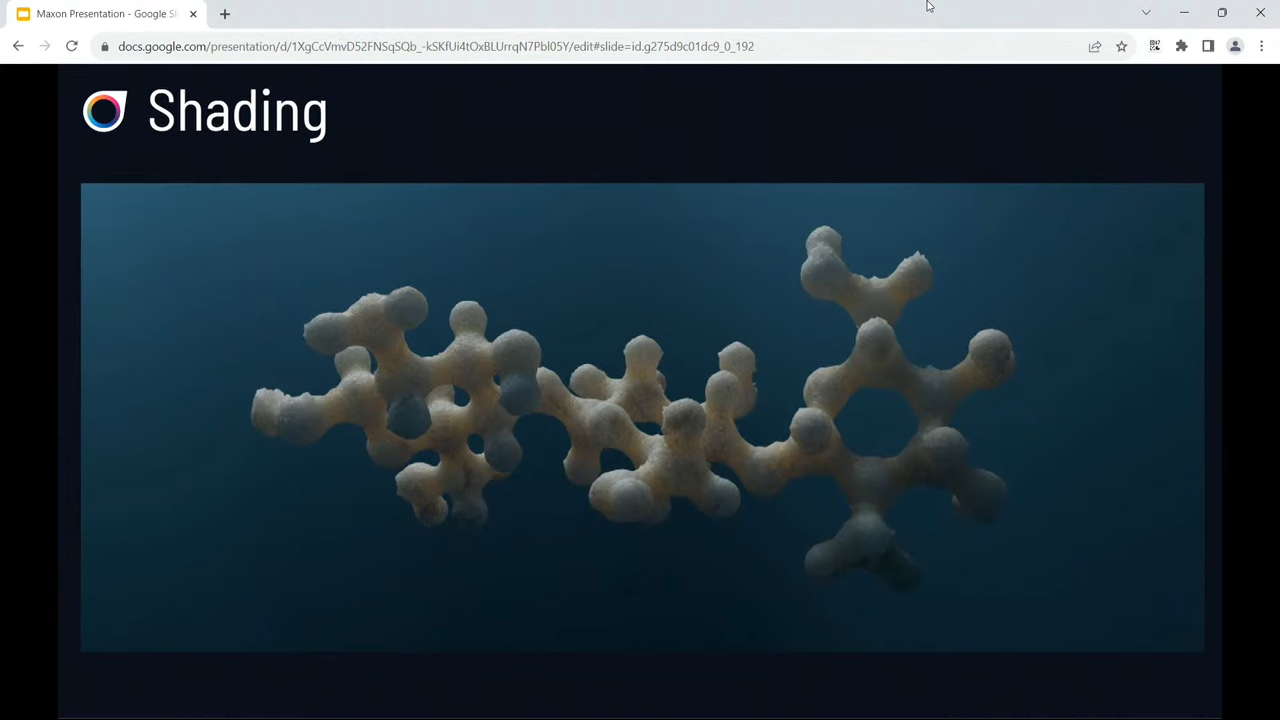 Maxon Presentation - Google Sl
docs.google.com/presentation/d/1XgCcVmvD52FNSqSQb_-kSKfUi4tOxBLUrrqN7Pbl05Y/edit#slide=id.g275d9c01dc9_0_192
Shading